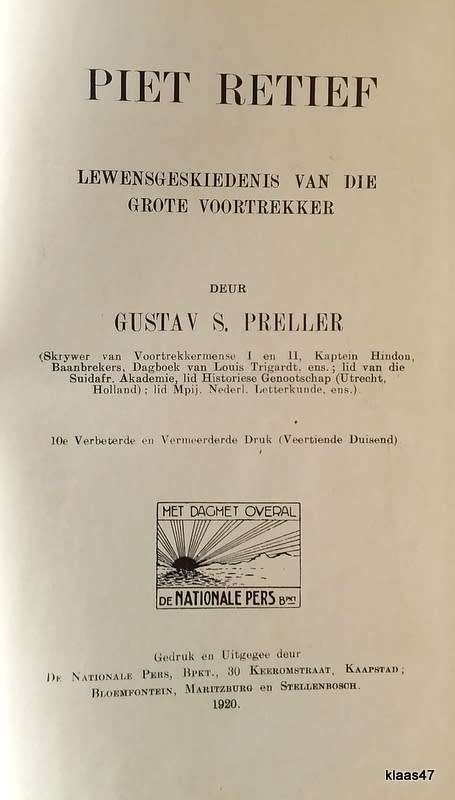 PIET RETIEF
LEWENSGESKIEDENIS VAN DIE
GROTE VOORTREKKER
DEUR
GUSTAV S. PRELLER
(Skrywer van Voortrekkermense I en II, Kaptein Hindon,
Baanbrekers, Dagboek van Louis Trigardt, ens.; lid van die
Suidafr. Akademie, lid Historiese Genootschap (Utrecht,
Holland); lid Mpij. Nederl. Letterkunde, ens.)
10e Verbeterde en Vermeerderde Druk (Veertiende Duisend)
MET DAGMET OVERAL
DE NATIONALE PERS BPKT
Gedruk en Uitgegee deur
DE NATIONALE PERS, BPKT., 30 KEEROMSTRAAT, KAAPSTAD;
BLOEMFONTEIN, MARITZBURG en STELLENBOSCH.
1920.
klaas47